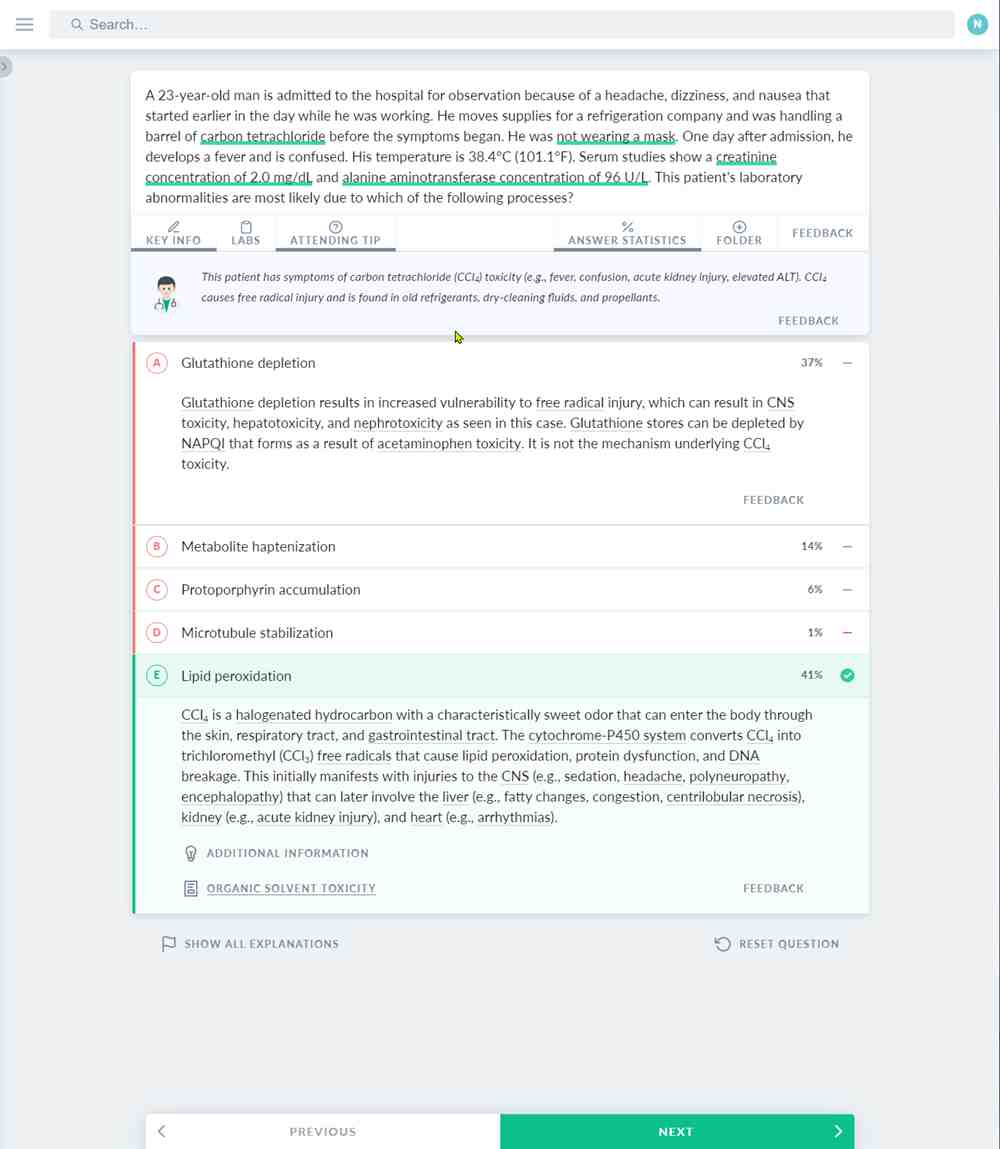 Search...
N
A 23-year-old man is admitted to the hospital for observation because of a headache, dizziness, and nausea that
started earlier in the day while he was working. He moves supplies for a refrigeration company and was handling a
barrel of carbon tetrachloride before the symptoms began. He was not wearing a mask. One day after admission, he
develops a fever and is confused. His temperature is 38.4°C (101.1°F). Serum studies show a creatinine
concentration of 2.0 mg/dL and alanine aminotransferase concentration of 96 U/L. This patient's laboratory
abnormalities are most likely due to which of the following processes?
KEY INFO LABS ATTENDING TIP ANSWER STATISTICS FOLDER FEEDBACK
This patient has symptoms of carbon tetrachloride (CCl₄) toxicity (e.g., fever, confusion, acute kidney injury, elevated ALT). CCl₄
causes free radical injury and is found in old refrigerants, dry-cleaning fluids, and propellants.
FEEDBACK
A Glutathione depletion 37%
Glutathione depletion results in increased vulnerability to free radical injury, which can result in CNS
toxicity, hepatotoxicity, and nephrotoxicity as seen in this case. Glutathione stores can be depleted by
NAPQI that forms as a result of acetaminophen toxicity. It is not the mechanism underlying CCl₄
toxicity.
FEEDBACK
B Metabolite haptenization 14%
C Protoporphyrin accumulation 6%
D Microtubule stabilization 1%
E Lipid peroxidation 41%
CCl₄ is a halogenated hydrocarbon with a characteristically sweet odor that can enter the body through
the skin, respiratory tract, and gastrointestinal tract. The cytochrome-P450 system converts CCl₄ into
trichloromethyl (CCl₃) free radicals that cause lipid peroxidation, protein dysfunction, and DNA
breakage. This initially manifests with injuries to the CNS (e.g., sedation, headache, polyneuropathy,
encephalopathy) that can later involve the liver (e.g., fatty changes, congestion, centrilobular necrosis),
kidney (e.g., acute kidney injury), and heart (e.g., arrhythmias).
ADDITIONAL INFORMATION
ORGANIC SOLVENT TOXICITY FEEDBACK
SHOW ALL EXPLANATIONS RESET QUESTION
PREVIOUS NEXT